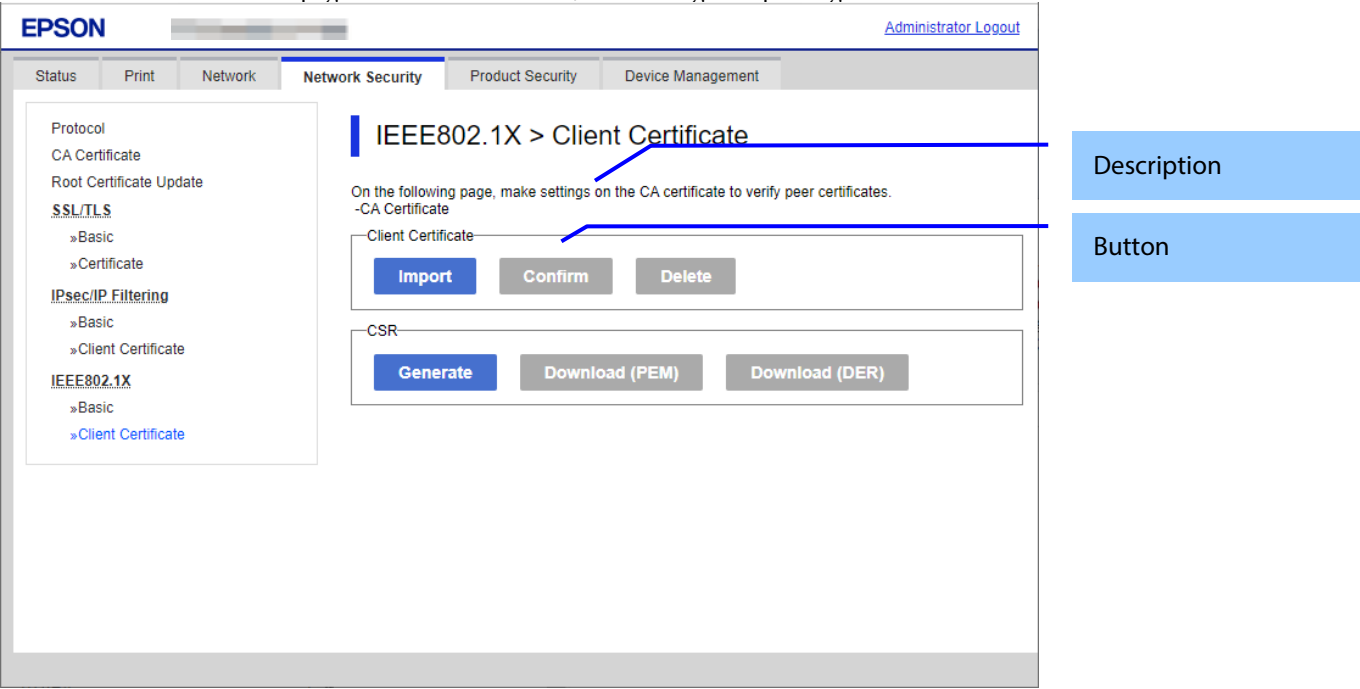 EPSON
Administrator Logout
Status Print Network Network Security Product Security Device Management
Protocol
CA Certificate
Root Certificate Update
SSL/TLS
»Basic
»Certificate
IPsec/IP Filtering
»Basic
»Client Certificate
IEEE802.1X
»Basic
»Client Certificate
IEEE802.1X > Client Certificate
On the following page, make settings on the CA certificate to verify peer certificates.
-CA Certificate
Client Certificate
Import Confirm Delete
CSR
Generate Download (PEM) Download (DER)
Description
Button